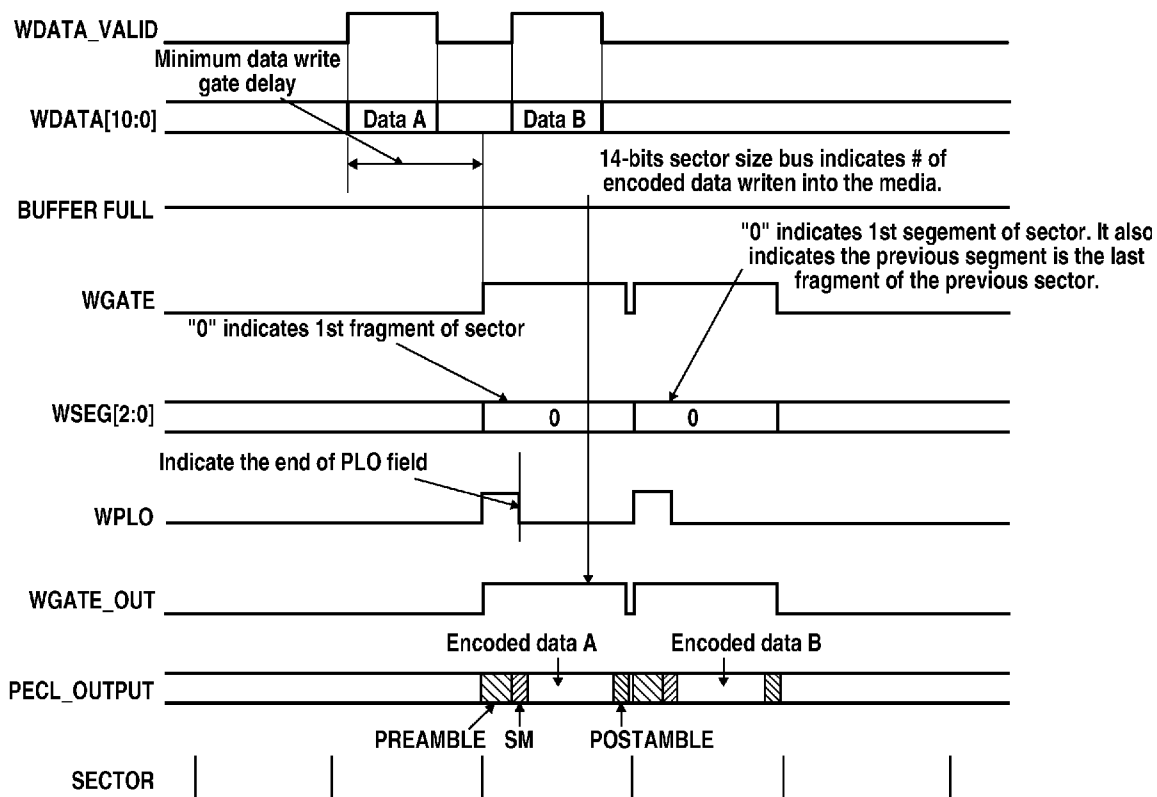 WDATA_VALID
Minimum data write
gate delay
WDATA[10:0]
Data A
Data B
14-bits sector size bus indicates # of
encoded data writen into the media.
BUFFER FULL
"0" indicates 1st segement of sector. It also
indicates the previous segment is the last
fragment of the previous sector.
WGATE
"0" indicates 1st fragment of sector
WSEG[2:0]
0
0
Indicate the end of PLO field
WPLO
WGATE_OUT
Encoded data A
Encoded data B
PECL_OUTPUT
PREAMBLE
SM
POSTAMBLE
SECTOR